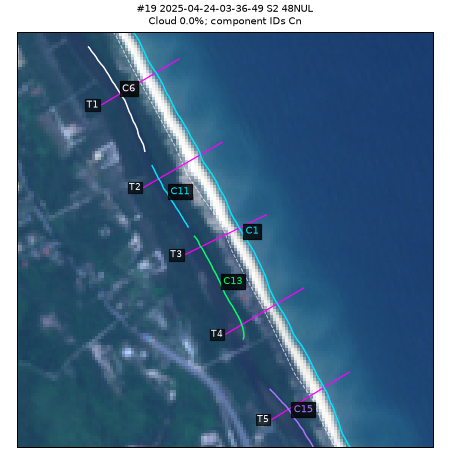 #19 2025-04-24-03-36-49 S2 48NUL
Cloud 0.0%; component IDs Cn
C6
T1
T2
C11
C1
T3
C13
T4
C15
T5